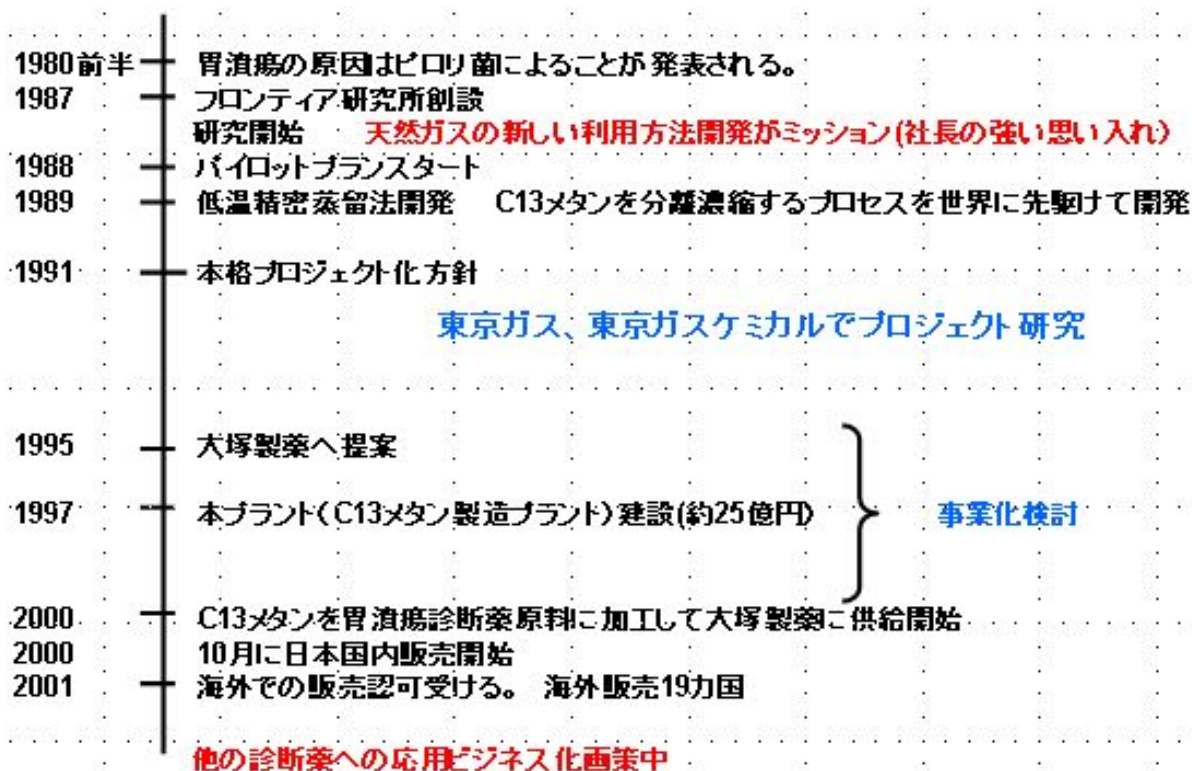 1980前半 胃潰瘍の原因はピロリ菌によることが発表される。
1987 フロンティア研究所創設
研究開始 天然ガスの新しい利用方法開発がミッション(社長の強い思い入れ)
1988 パイロットプランスタート
1989 低温精密蒸留法開発 C13メタンを分離濃縮するプロセスを世界に先駆けて開発
1991 本格プロジェクト化方針
東京ガス、東京ガスケミカルでプロジェクト研究
1995 大塚製薬へ提案
1997 本プラント(C13メタン製造プラント)建設(約25億円)
事業化検討
2000 C13メタンを胃潰瘍診断薬原料に加工して大塚製薬に供給開始
2000 10月に日本国内販売開始
2001 海外での販売認可受ける。 海外販売19カ国
他の診断薬への応用ビジネス化画策中